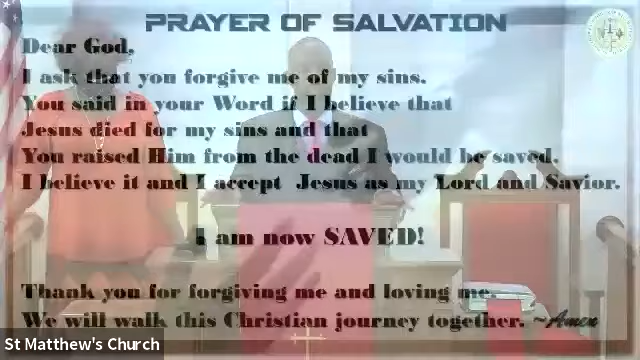 PRAYER OF SALVATION
Dear God,
I ask that you forgive me of my sins.
You said in your Word if I believe that
Jesus died for my sins and that
You raised Him from the dead I would be saved.
I believe it and I accept Jesus as my Lord and Savior.
I am now SAVED!
Thank you for forgiving me and loving me.
We will walk this Christian journey together. ~Amen
St Matthew's Church